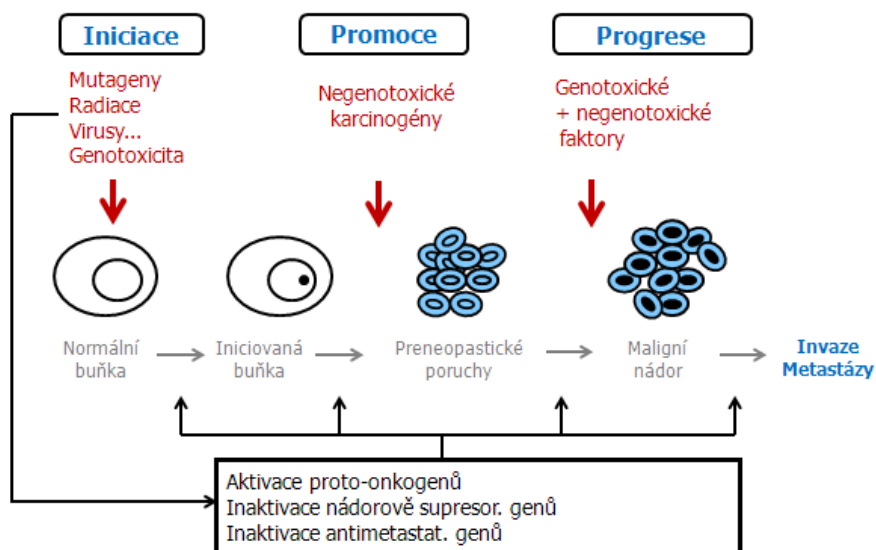 Iniciace
Promoce
Progrese
Mutageny
Radiace
Virusy...
Genotoxicita
Negenotoxické
karcinogény
Genotoxické
+ negenotoxické
faktory
Normální
buňka
Iniciovaná
buňka
Preneopastické
poruchy
Maligní
nádor
Invaze
Metastázy
Aktivace proto-onkogenů
Inaktivace nádorově supresor. genů
Inaktivace antimetastat. genů